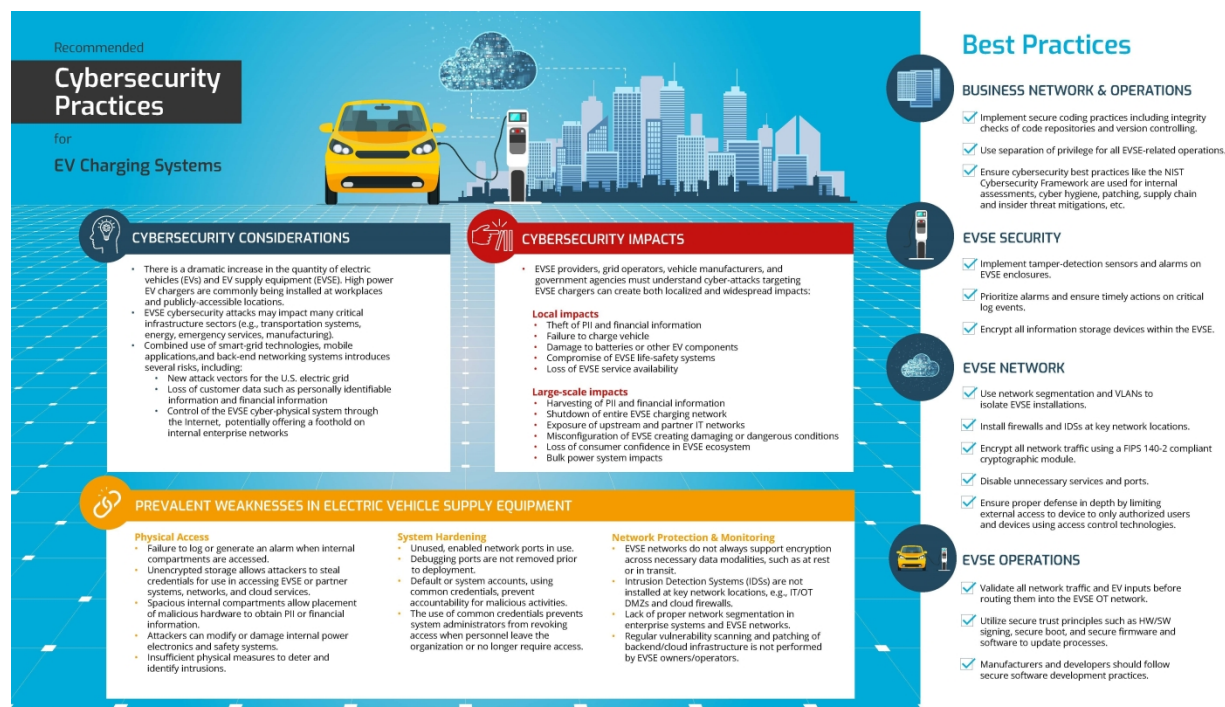 Recommended
Cybersecurity
Practices
for
EV Charging Systems
CYBERSECURITY CONSIDERATIONS
• There is a dramatic increase in the quantity of electric
vehicles (EVs) and EV supply equipment (EVSE). High power
EV chargers are commonly being installed at workplaces
and publicly-accessible locations.
• EVSE cybersecurity attacks may impact many critical
infrastructure sectors (e.g., transportation systems,
energy, emergency services, manufacturing).
• Combined use of smart-grid technologies, mobile
applications,and back-end networking systems introduces
several risks, including:
• New attack vectors for the U.S. electric grid
• Loss of customer data such as personally identifiable
information and financial information
• Control of the EVSE cyber-physical system through
the Internet, potentially offering a foothold on
internal enterprise networks
CYBERSECURITY IMPACTS
• EVSE providers, grid operators, vehicle manufacturers, and
government agencies must understand cyber-attacks targeting
EVSE chargers can create both localized and widespread impacts:
Local impacts
• Theft of PII and financial information
• Failure to charge vehicle
• Damage to batteries or other EV components
• Compromise of EVSE life-safety systems
• Loss of EVSE service availability
Large-scale impacts
• Harvesting of PII and financial information
• Shutdown of entire EVSE charging network
• Exposure of upstream and partner IT networks
• Misconfiguration of EVSE creating damaging or dangerous conditions
• Loss of consumer confidence in EVSE ecosystem
• Bulk power system impacts
PREVALENT WEAKNESSES IN ELECTRIC VEHICLE SUPPLY EQUIPMENT
Physical Access
• Failure to log or generate an alarm when internal
compartments are accessed.
• Unencrypted storage allows attackers to steal
credentials for use in accessing EVSE or partner
systems, networks, and cloud services.
• Spacious internal compartments allow placement
of malicious hardware to obtain PII or financial
information.
• Attackers can modify or damage internal power
electronics and safety systems.
• Insufficient physical measures to deter and
identify intrusions.
System Hardening
• Unused, enabled network ports in use.
• Debugging ports are not removed prior
to deployment.
• Default or system accounts, using
common credentials, prevent
accountability for malicious activities.
• The use of common credentials prevents
system administrators from revoking
access when personnel leave the
organization or no longer require access.
Network Protection & Monitoring
• EVSE networks do not always support encryption
across necessary data modalities, such as at rest
or in transit.
• Intrusion Detection Systems (IDSs) are not
installed at key network locations, e.g., IT/OT
DMZs and cloud firewalls.
• Lack of proper network segmentation in
enterprise systems and EVSE networks.
• Regular vulnerability scanning and patching of
backend/cloud infrastructure is not performed
by EVSE owners/operators.
Best Practices
BUSINESS NETWORK & OPERATIONS
Implement secure coding practices including integrity
checks of code repositories and version controlling.
Use separation of privilege for all EVSE-related operations.
Ensure cybersecurity best practices like the NIST
Cybersecurity Framework are used for internal
assessments, cyber hygiene, patching, supply chain
and insider threat mitigations, etc.
EVSE SECURITY
Implement tamper-detection sensors and alarms on
EVSE enclosures.
Prioritize alarms and ensure timely actions on critical
log events.
Encrypt all information storage devices within the EVSE.
EVSE NETWORK
Use network segmentation and VLANs to
isolate EVSE installations.
Install firewalls and IDSs at key network locations.
Encrypt all network traffic using a FIPS 140-2 compliant
cryptographic module.
Disable unnecessary services and ports.
Ensure proper defense in depth by limiting
external access to device to only authorized users
and devices using access control technologies.
EVSE OPERATIONS
Validate all network traffic and EV inputs before
routing them into the EVSE OT network.
Utilize secure trust principles such as HW/SW
signing, secure boot, and secure firmware and
software to update processes.
Manufacturers and developers should follow
secure software development practices.